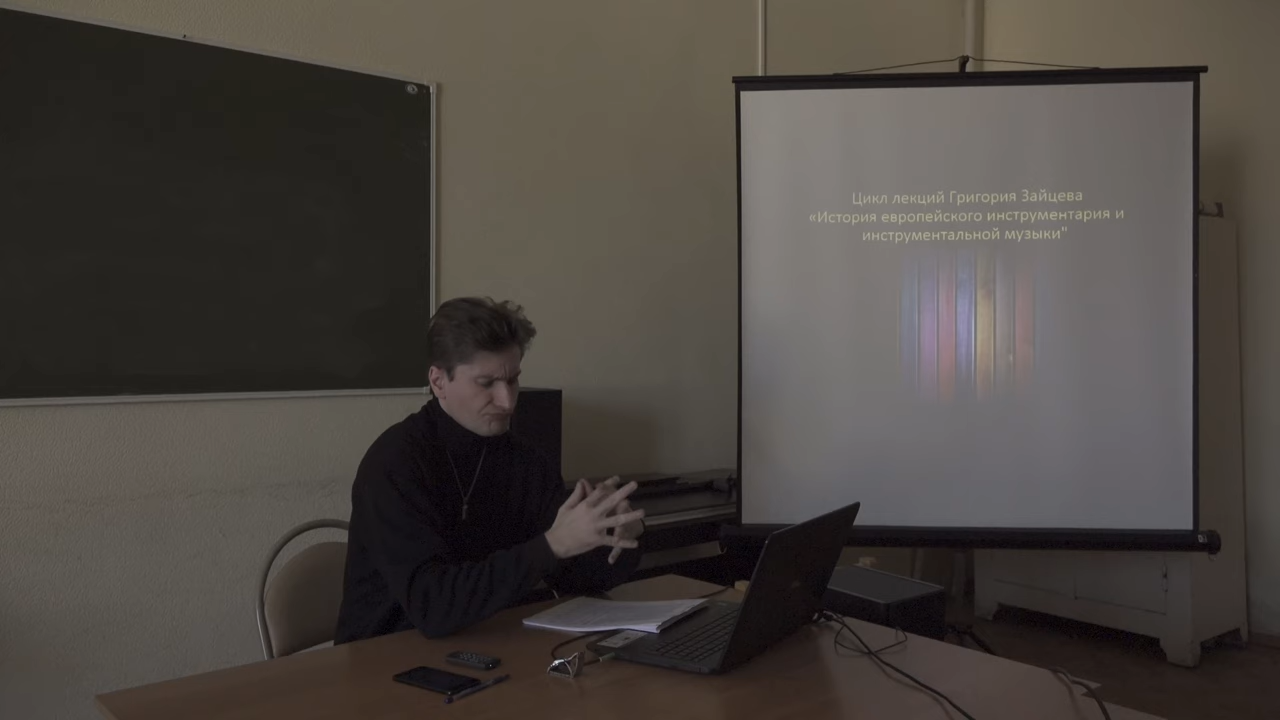 Цикл лекций Григория Зайцева
«История европейского инструментария и
инструментальной музыки"